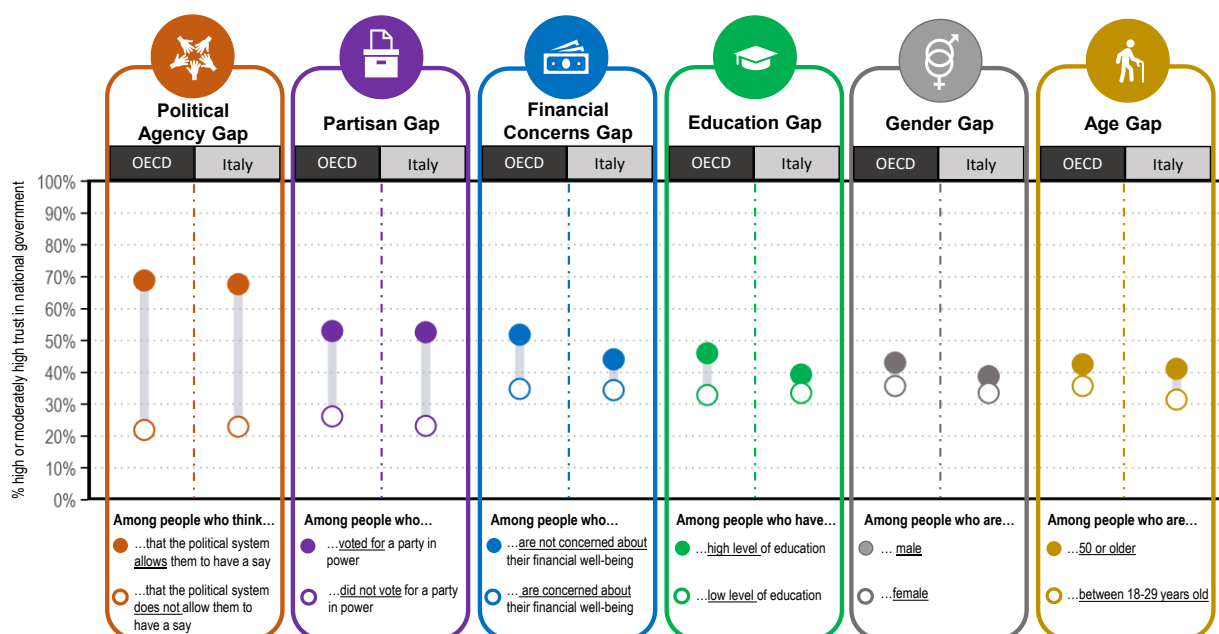 Political
Agency Gap
Partisan Gap
Financial
Concerns Gap
Education Gap
Gender Gap
Age Gap
OECD Italy
OECD Italy
OECD Italy
OECD Italy
OECD Italy
OECD Italy
% high or moderately high trust in national government
100%
90%
80%
70%
60%
50%
40%
30%
20%
10%
0%
Among people who think…
…that the political system
allows them to have a say
…that the political system
does not allow them to
have a say
Among people who…
…voted for a party in
power
…did not vote for a party
in power
Among people who…
…are not concerned about
their financial well-being
… are concerned about
their financial well-being
Among people who have…
…high level of education
…low level of education
Among people who are…
… male
…female
Among people who are…
…50 or older
…between 18-29 years old